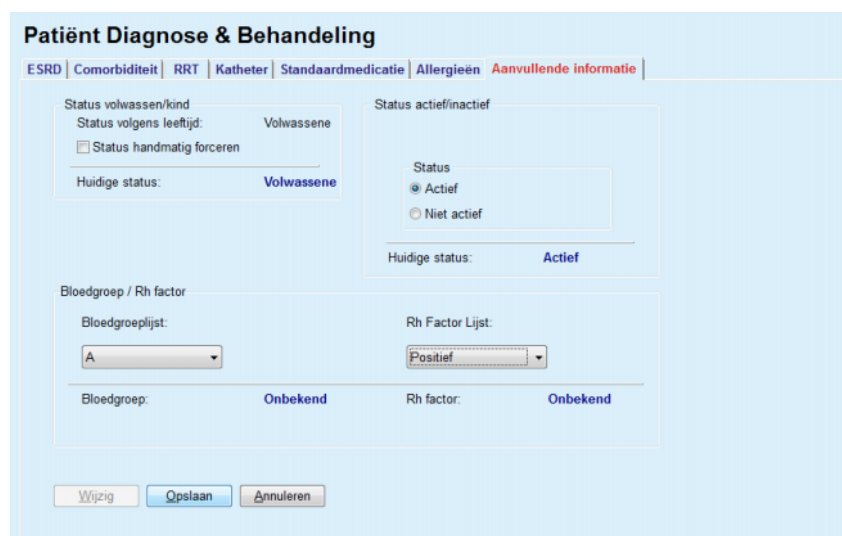 Patiënt Diagnose & Behandeling
ESRD Comorbiditeit RRT Katheter Standaardmedicatie Allergieën Aanvullende informatie
Status volwassen/kind
Status volgens leeftijd: Volwassene
Status handmatig forceren
Huidige status: Volwassene
Status actief/inactief
Status
Actief
Niet actief
Huidige status: Actief
Bloedgroep / Rh factor
Bloedgroeplijst: Rh Factor Lijst:
A Positief
Bloedgroep: Onbekend Rh factor: Onbekend
Wijzig Opslaan Annuleren